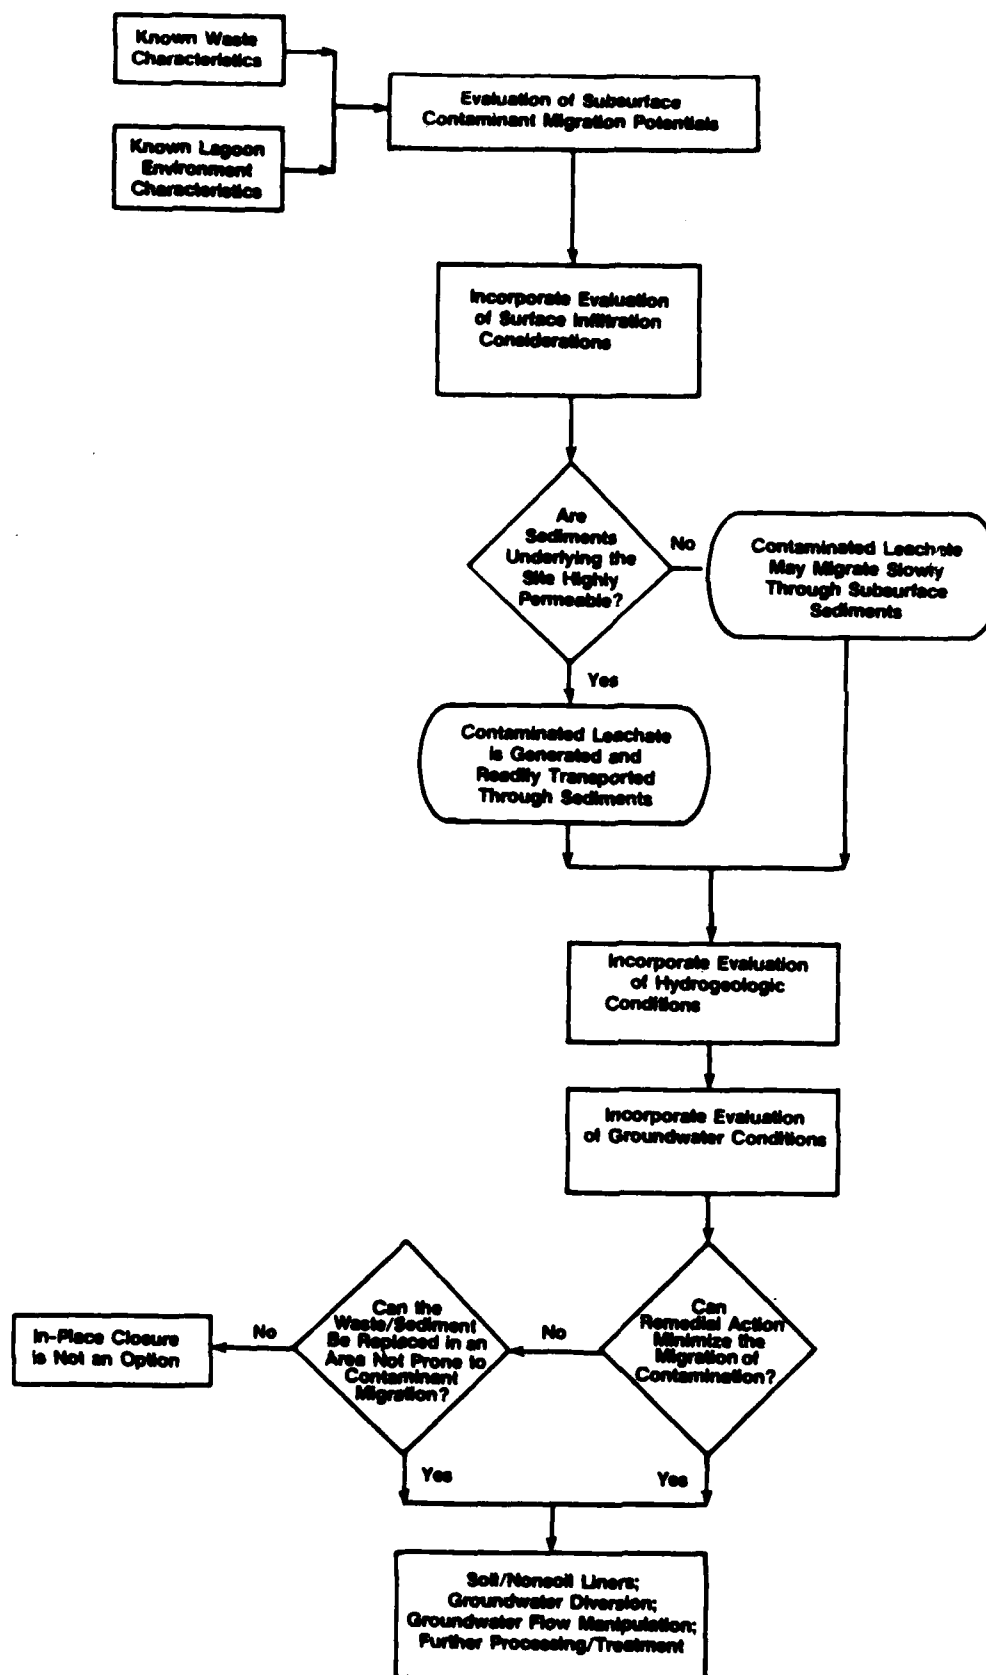 Known Waste
Characteristics
Known Lagoon
Environment
Characteristics
Evaluation of Subsurface
Contaminant Migration Potentials
Incorporate Evaluation
of Surface Infiltration
Considerations
Are
Sediments
Underlying the
Site Highly
Permeable?
No
Contaminated Leachate
May Migrate Slowly
Through Subsurface
Sediments
Yes
Contaminated Leachate
is Generated and
Readily Transported
Through Sediments
Incorporate Evaluation
of Hydrogeologic
Conditions
Incorporate Evaluation
of Groundwater Conditions
Can
Remedial Action
Minimize the
Migration of
Contamination?
No
Can the
Waste/Sediment
Be Replaced in an
Area Not Prone to
Contaminant
Migration?
No
In-Place Closure
is Not an Option
Yes
Yes
Soil/Nonsoil Liners;
Groundwater Diversion;
Groundwater Flow Manipulation;
Further Processing/Treatment